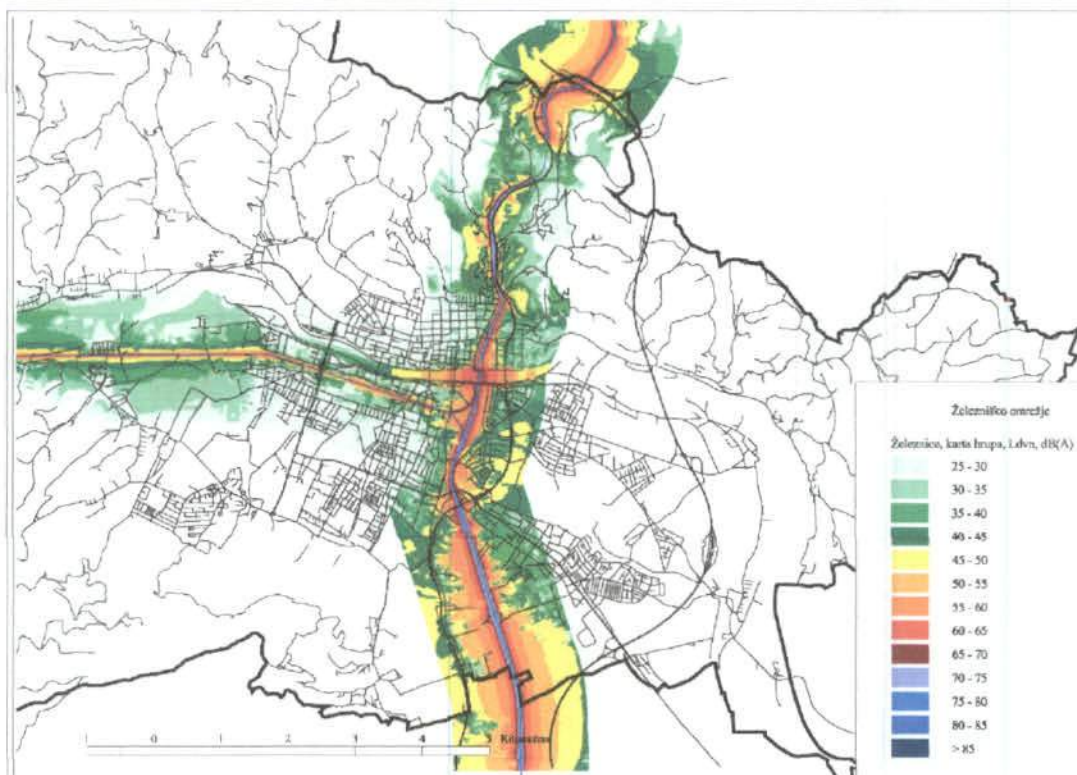 Železniško omrežje
Železnice, karta hrupa, Ldvn, dB(A)
25 - 30
30 - 35
35 - 40
40 - 45
45 - 50
50 - 55
55 - 60
60 - 65
65 - 70
70 - 75
75 - 80
80 - 85
> 85
1 0 1 2 3 4 5